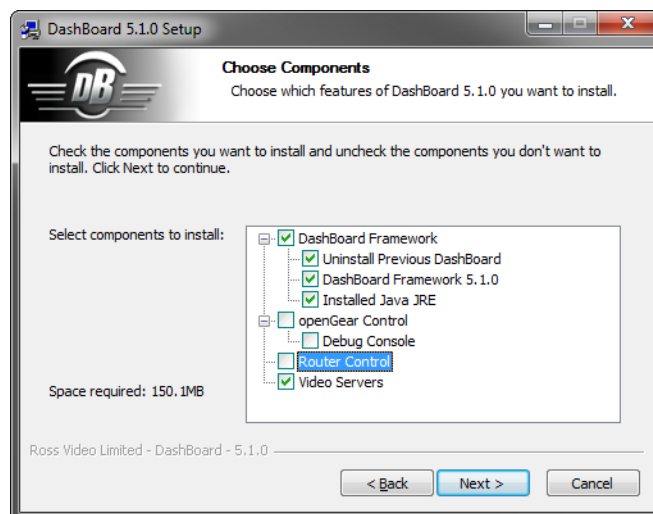 DashBoard 5.1.0 Setup
DB
Choose Components
Choose which features of DashBoard 5.1.0 you want to install.
Check the components you want to install and uncheck the components you don't want to
install. Click Next to continue.
Select components to install:
DashBoard Framework
Uninstall Previous DashBoard
DashBoard Framework 5.1.0
Installed Java JRE
openGear Control
Debug Console
Router Control
Video Servers
Space required: 150.1MB
Ross Video Limited - DashBoard - 5.1.0
< Back
Next >
Cancel